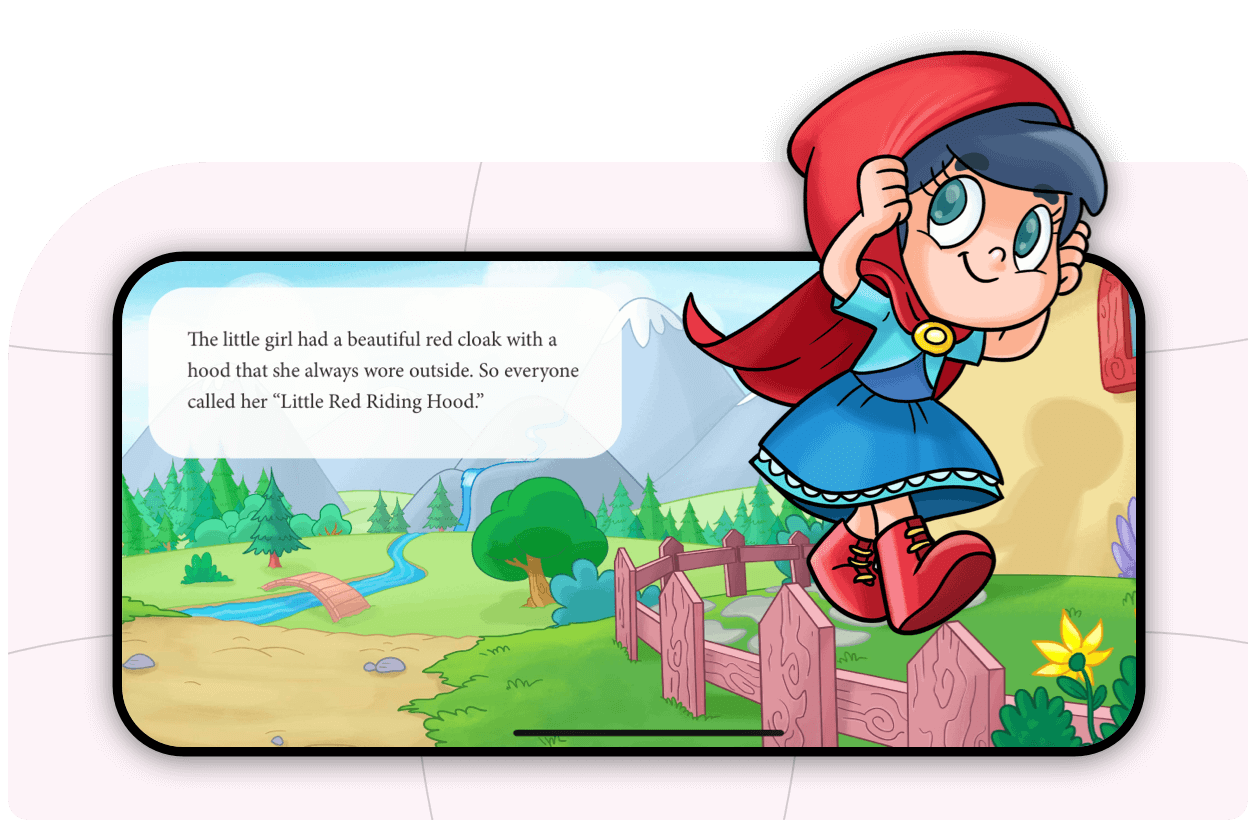 The little girl had a beautiful red cloak with a
hood that she always wore outside. So everyone
called her “Little Red Riding Hood.”